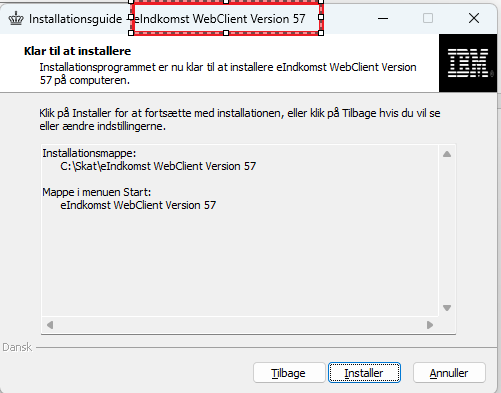 Installationsguide - eIndkomst WebClient Version 57
Klar til at installere
Installationsprogrammet er nu klar til at installere eIndkomst WebClient Version
57 på computeren.
IBM
Klik på Installer for at fortsætte med installationen, eller klik på Tilbage hvis du vil se
eller ændre indstillingerne.
Installationsmappe:
C:\Skat\eIndkomst WebClient Version 57
Mappe i menuen Start:
eIndkomst WebClient Version 57
Dansk
Tilbage
Installer
Annuller